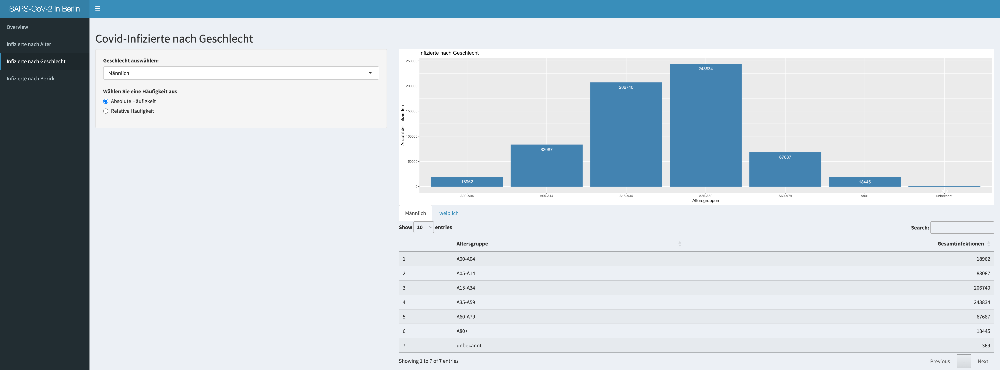 SARS-CoV-2 in Berlin
Overview
Infizierte nach Alter
Infizierte nach Geschlecht
Infizierte nach Bezirk
Covid-Infizierte nach Geschlecht
Geschlecht auswählen:
Männlich
Wählen Sie eine Häufigkeit aus
Absolute Häufigkeit
Relative Häufigkeit
Infizierte nach Geschlecht
Anzahl der Infizierten
250000
200000
150000
100000
50000
0
18962
83087
206740
243834
67687
18445
A00-A04 A05-A14 A15-A34 A35-A59 A60-A79 A80+ unbekannt
Altersgruppen
Männlich weiblich
Show 10 entries Search:
Altersgruppe Gesamtinfektionen
1 A00-A04 18962
2 A05-A14 83087
3 A15-A34 206740
4 A35-A59 243834
5 A60-A79 67687
6 A80+ 18445
7 unbekannt 369
Showing 1 to 7 of 7 entries Previous 1 Next